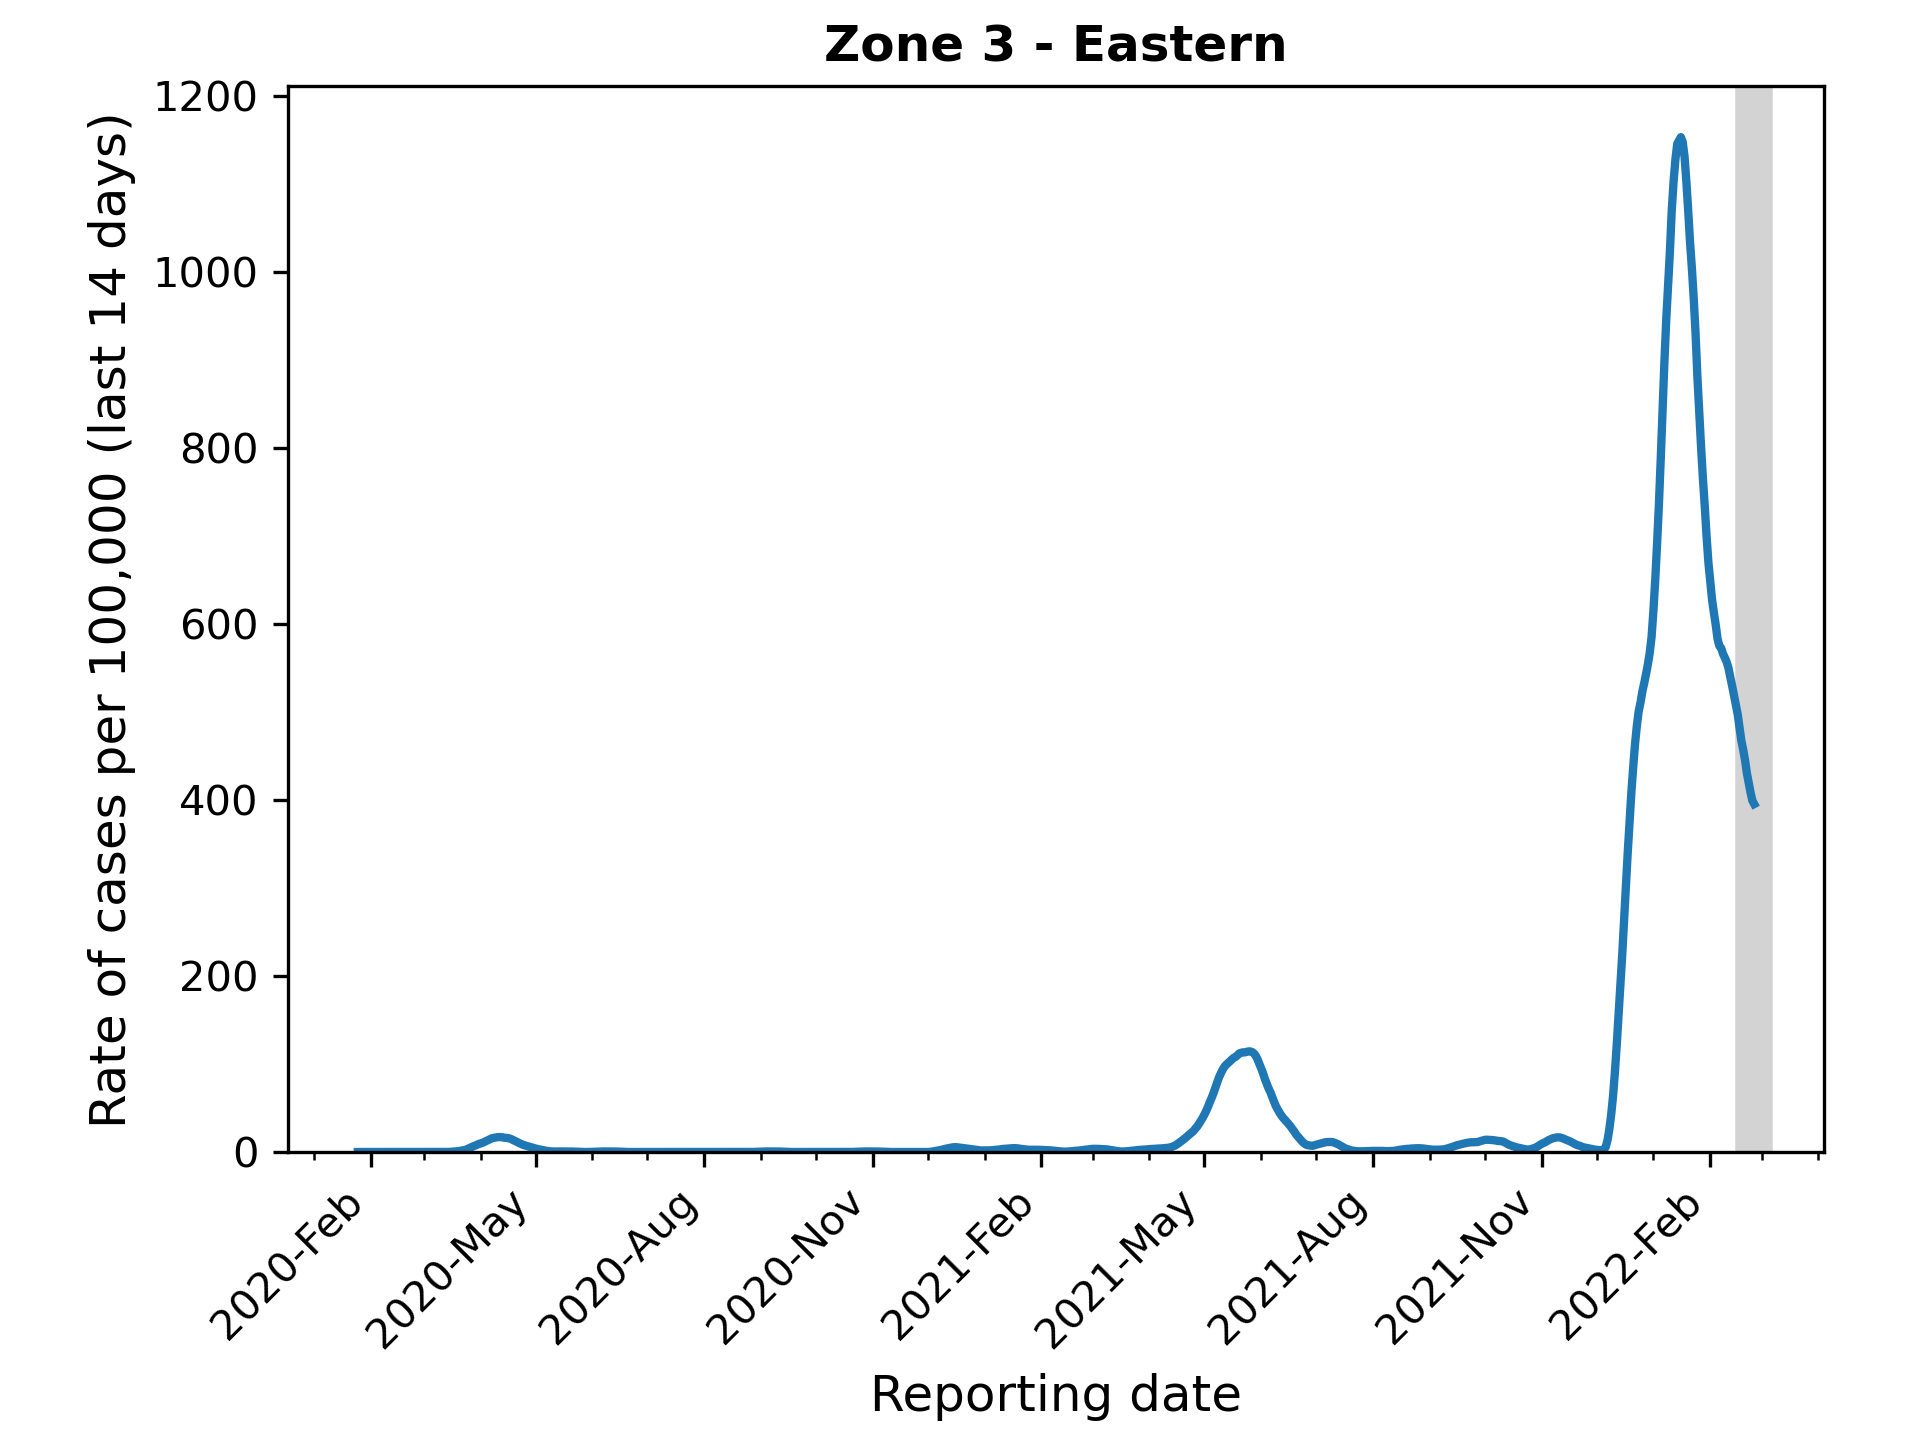 Zone 3 - Eastern
Rate of cases per 100,000 (last 14 days)
1200
1000
800
600
400
200
0
2020-Feb
2020-May
2020-Aug
2020-Nov
2021-Feb
2021-May
2021-Aug
2021-Nov
2022-Feb
Reporting date